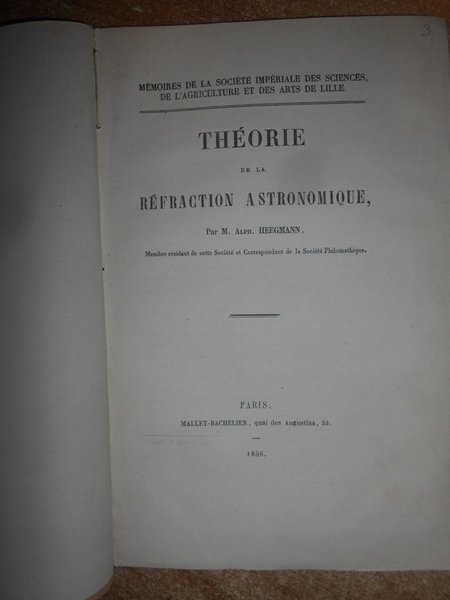 3
MÉMOIRES DE LA SOCIÉTÉ IMPÉRIALE DES SCIENCES,
DE L'AGRICULTURE ET DES ARTS DE LILLE.
THÉORIE
DE LA
RÉFRACTION ASTRONOMIQUE,
Par M. ALPH. HEEGMANN,
Membre résidant de cette Société et Correspondant de la Société Philomathique.
PARIS,
MALLET-BACHELIER, quai des Augustins, 55.
1856.